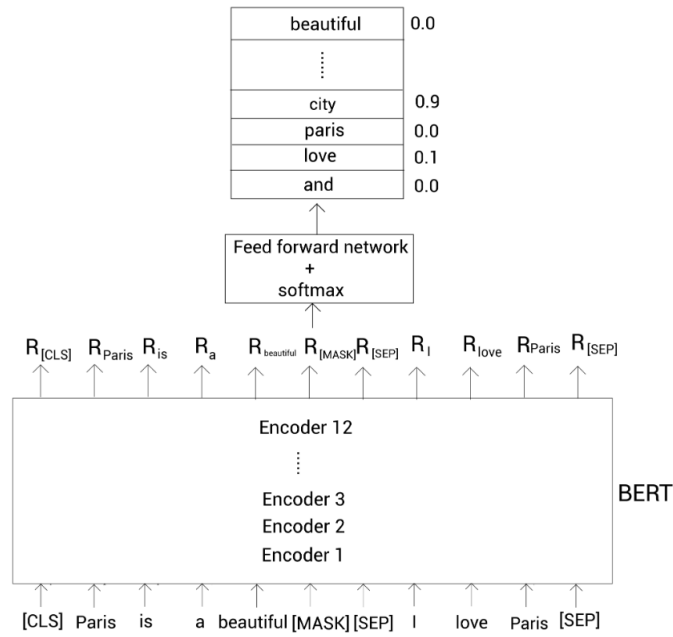 beautiful 0.0
city 0.9
paris 0.0
love 0.1
and 0.0
Feed forward network
+
softmax
R[CLS] RParis Ris Ra Rbeautiful R[MASK] R[SEP] RI Rlove RParis R[SEP]
Encoder 12
Encoder 3
BERT
Encoder 2
Encoder 1
[CLS] Paris is a beautiful [MASK] [SEP] I love Paris [SEP]